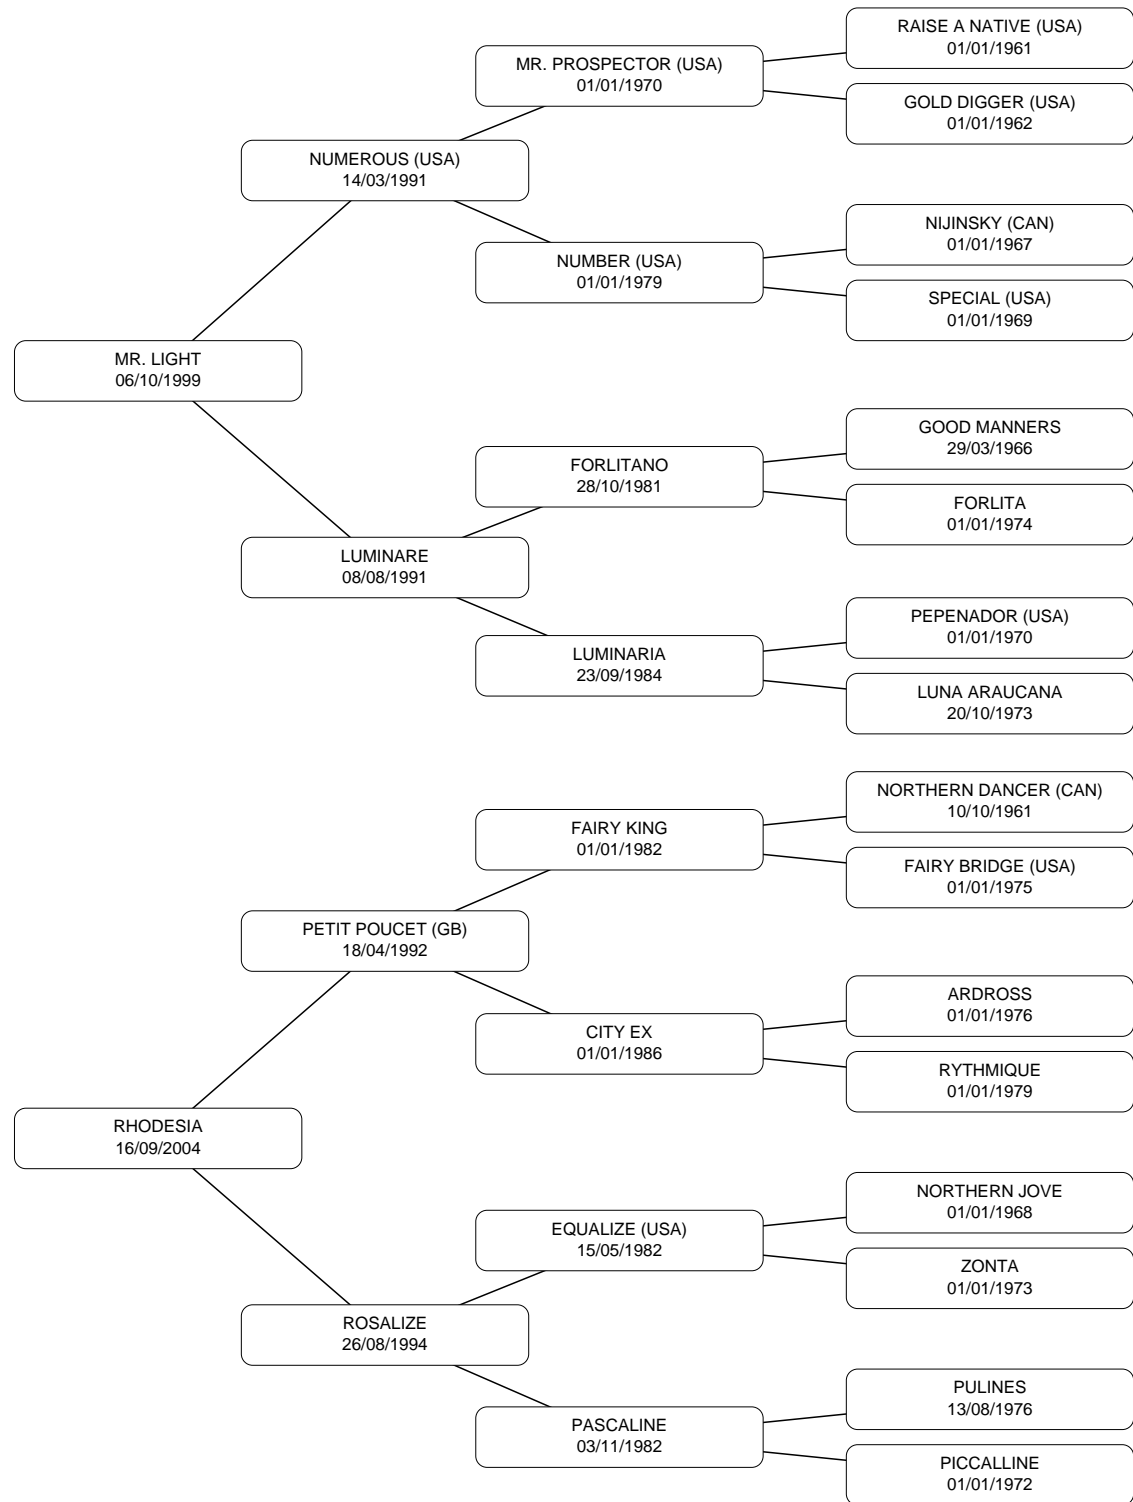 RAISE A NATIVE (USA)
01/01/1961
MR. PROSPECTOR (USA)
01/01/1970
GOLD DIGGER (USA)
01/01/1962
NUMEROUS (USA)
14/03/1991
NIJINSKY (CAN)
01/01/1967
NUMBER (USA)
01/01/1979
SPECIAL (USA)
01/01/1969
MR. LIGHT
06/10/1999
GOOD MANNERS
29/03/1966
FORLITANO
28/10/1981
FORLITA
01/01/1974
LUMINARE
08/08/1991
PEPENADOR (USA)
01/01/1970
LUMINARIA
23/09/1984
LUNA ARAUCANA
20/10/1973
NORTHERN DANCER (CAN)
10/10/1961
FAIRY KING
01/01/1982
FAIRY BRIDGE (USA)
01/01/1975
PETIT POUCET (GB)
18/04/1992
ARDROSS
01/01/1976
CITY EX
01/01/1986
RYTHMIQUE
01/01/1979
RHODESIA
16/09/2004
NORTHERN JOVE
01/01/1968
EQUALIZE (USA)
15/05/1982
ZONTA
01/01/1973
ROSALIZE
26/08/1994
PULINES
13/08/1976
PASCALINE
03/11/1982
PICCALLINE
01/01/1972